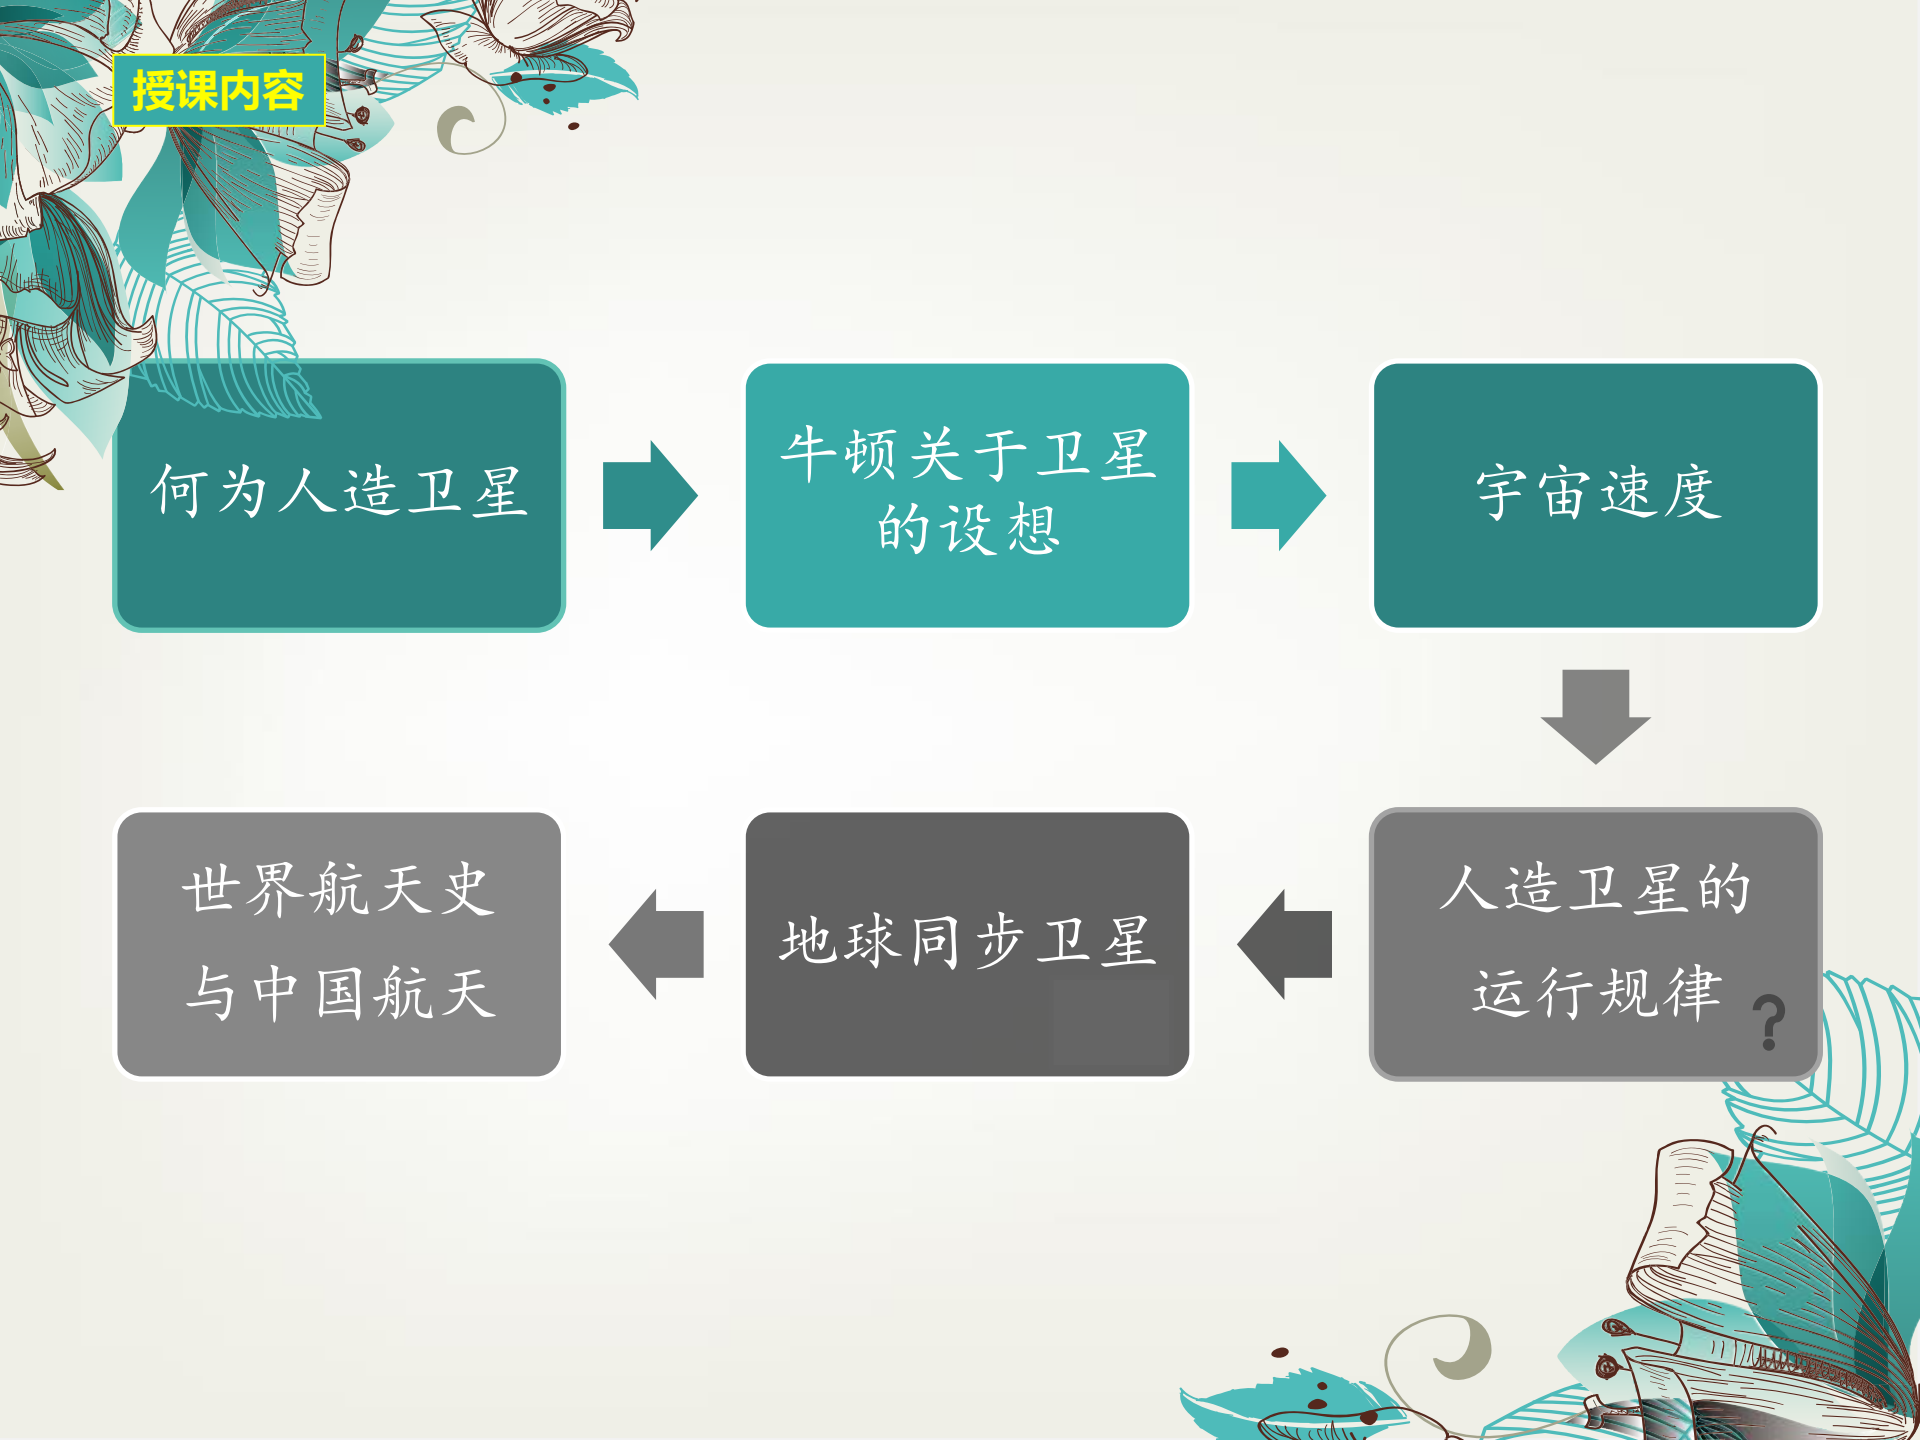 授课内容
何为人造卫星
牛顿关于卫星
的设想
宇宙速度
人造卫星的
运行规律
?
地球同步卫星
世界航天史
与中国航天